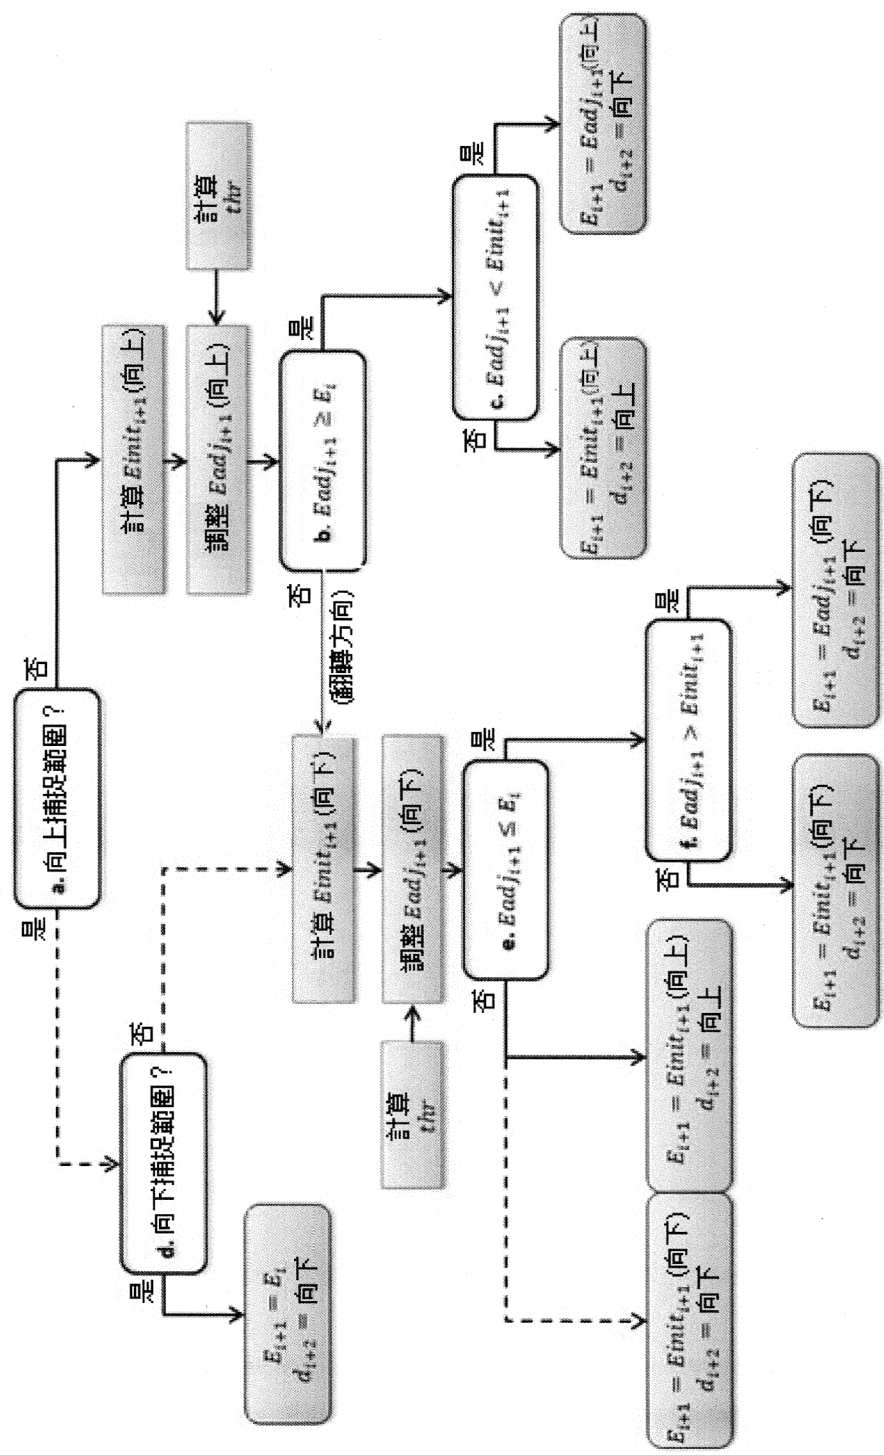 a. 向上捕捉範圍？
是
否
d. 向下捕捉範圍？
是
否
E_{i+1} = E_i
d_{i+2} = 向下
計算 Einit_{i+1}(向上)
計算
thr
調整 Eadj_{i+1} (向上)
b. Eadj_{i+1} ≥ E_i
否
(翻轉方向)
是
c. Eadj_{i+1} < Einit_{i+1}
否
是
E_{i+1} = Einit_{i+1}(向上)
d_{i+2} = 向上
E_{i+1} = Eadj_{i+1}(向上)
d_{i+2} = 向下
計算 Einit_{i+1}(向下)
計算
thr
調整 Eadj_{i+1} (向下)
e. Eadj_{i+1} ≤ E_i
否
是
E_{i+1} = Einit_{i+1} (向下)
d_{i+2} = 向下
E_{i+1} = Einit_{i+1}(向上)
d_{i+2} = 向上
f. Eadj_{i+1} > Einit_{i+1}
否
是
E_{i+1} = Einit_{i+1}(向下)
d_{i+2} = 向下
E_{i+1} = Eadj_{i+1} (向下)
d_{i+2} = 向下